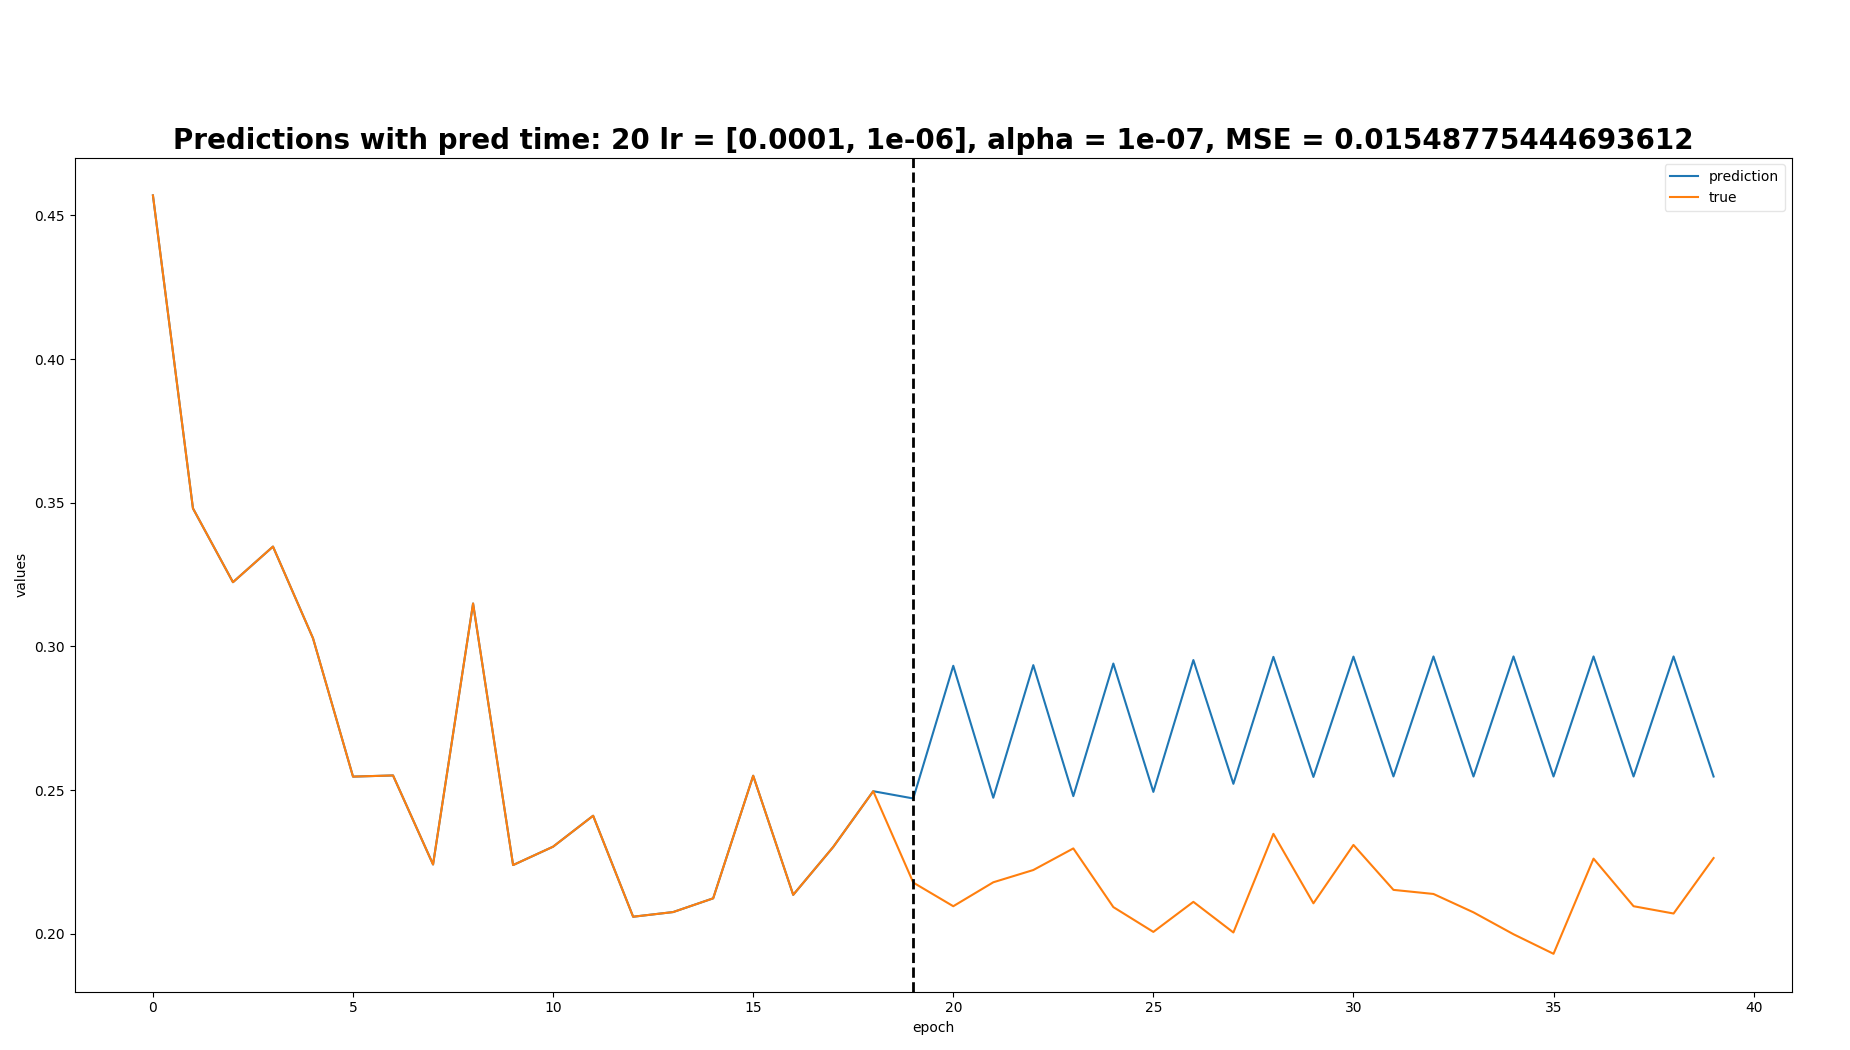 Predictions with pred time: 20 lr = [0.0001, 1e-06], alpha = 1e-07, MSE = 0.01548775444693612
prediction
true
0.45
0.40
0.35
0.30
0.25
0.20
values
0 5 10 15 20 25 30 35 40
epoch